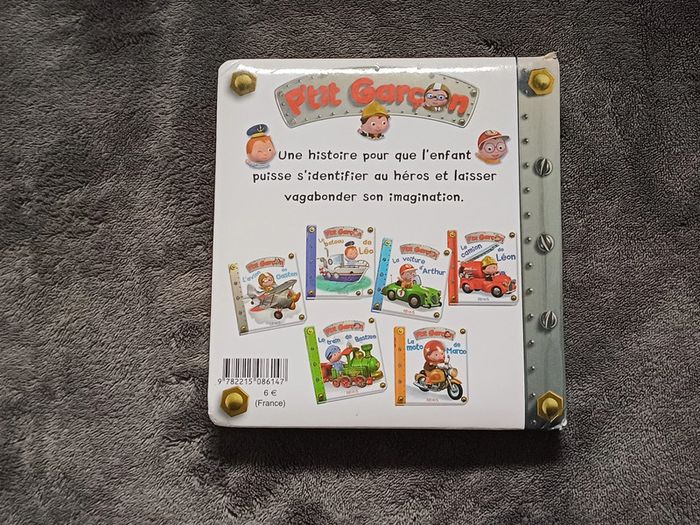 P'tit Garçon
Une histoire pour que l'enfant
puisse s'identifier au héros et laisser
vagabonder son imagination.
P'tit Garçon
L'avion de
Gaston
P'tit Garçon
Le bateau de
Léo
P'tit Garçon
La voiture
d'Arthur
P'tit Garçon
Le camion de
Léon
P'tit Garçon
Le train de Bastien
P'tit Garçon
La moto de
Marco
9 782215 086147
6 €
(France)